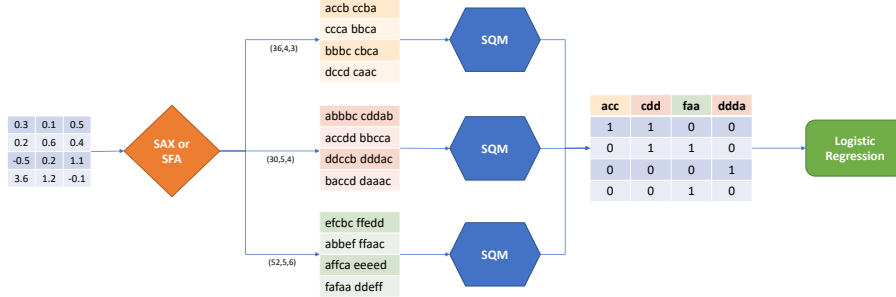 0.3 0.1 0.5
0.2 0.6 0.4
-0.5 0.2 1.1
3.6 1.2 -0.1
SAX or
SFA
(36,4,3)
(30,5,4)
(52,5,6)
accb ccba
ccca bbca
bbbc cbca
dccd caac
abbbc cddab
accdd bbcca
ddccb dddac
baccd daaac
efcbc ffedd
abbef ffaac
affca eeeed
fafaa ddeff
SQM
SQM
SQM
acc cdd faa ddda
1 1 0 0
0 1 1 0
0 0 0 1
0 0 1 0
Logistic
Regression